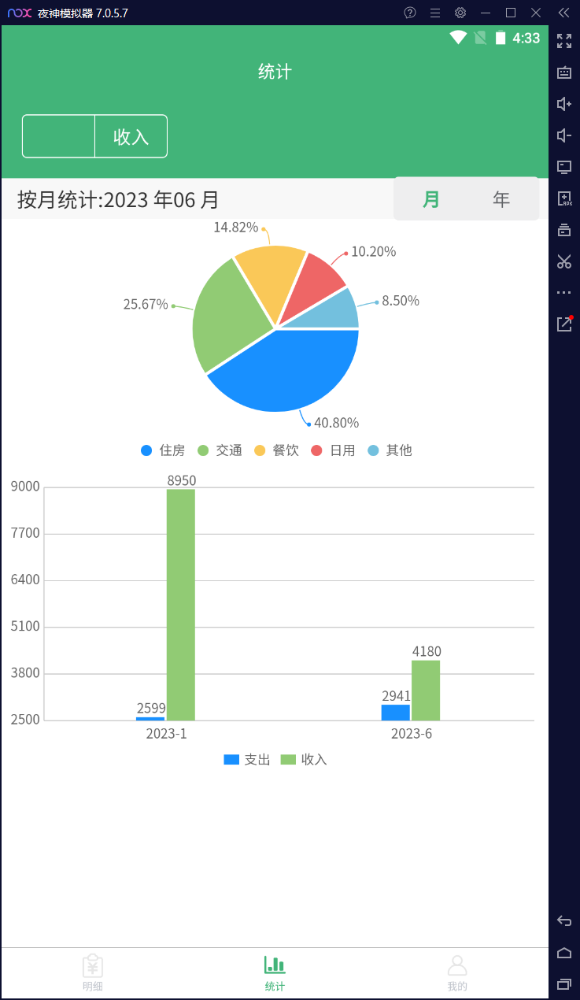 nox 夜神模拟器 7.0.5.7
4:33
统计
收入
按月统计:2023 年06 月
月 年
14.82%
10.20%
8.50%
25.67%
40.80%
住房 交通 餐饮 日用 其他
9000
8950
7700
6400
5100
4180
3800
2941
2599
2500
2023-1 2023-6
支出 收入
明细 统计 我的
APK